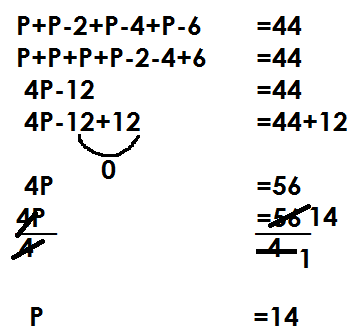 P+P-2+P-4+P-6 =44
P+P+P+P-2-4+6 =44
4P-12 =44
4P-12+12 =44+12
0
4P =56
4P =56 14
4 4 1
P =14